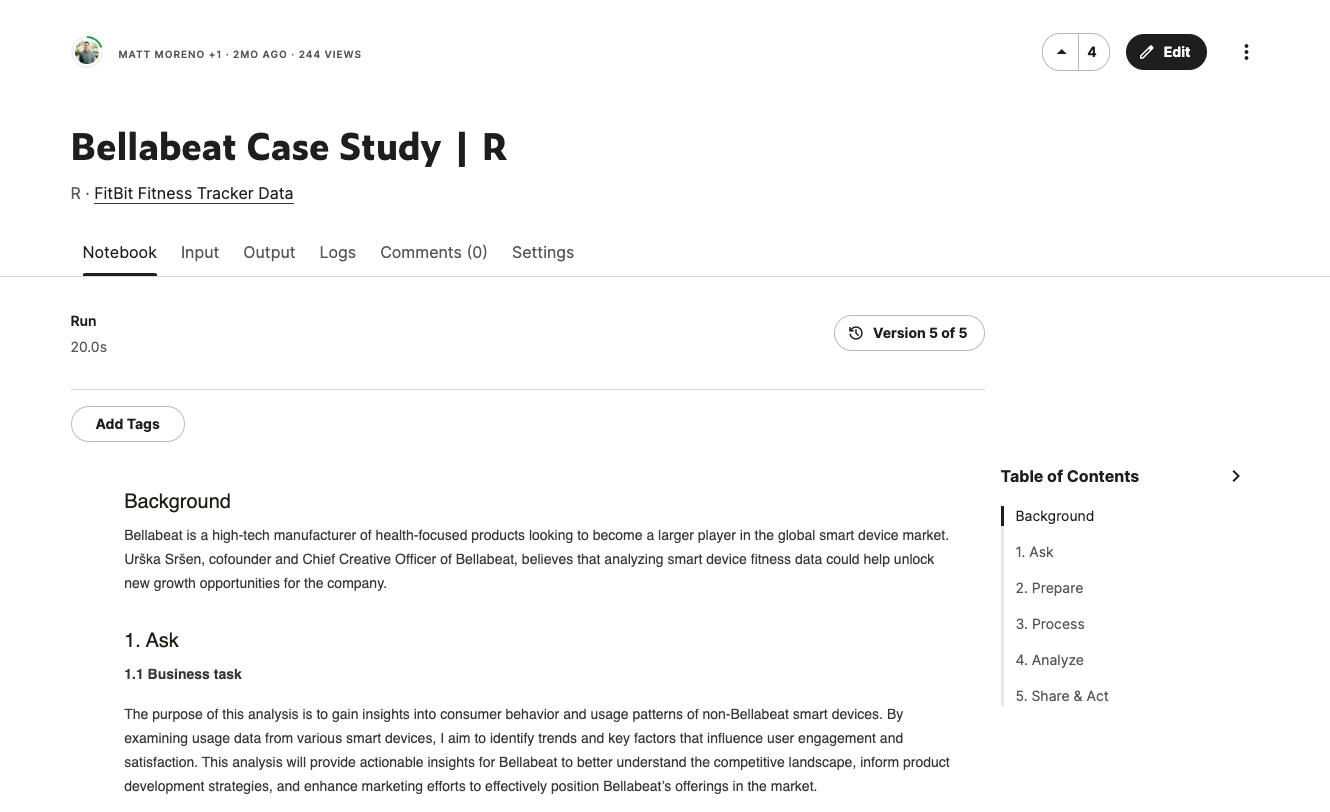 MATT MORENO +1 · 2MO AGO · 244 VIEWS
4
Edit
Bellabeat Case Study | R
R · FitBit Fitness Tracker Data
Notebook Input Output Logs Comments (0) Settings
Run
20.0s
Version 5 of 5
Add Tags
Background
Bellabeat is a high-tech manufacturer of health-focused products looking to become a larger player in the global smart device market.
Urška Sršen, cofounder and Chief Creative Officer of Bellabeat, believes that analyzing smart device fitness data could help unlock
new growth opportunities for the company.
1. Ask
1.1 Business task
The purpose of this analysis is to gain insights into consumer behavior and usage patterns of non-Bellabeat smart devices. By
examining usage data from various smart devices, I aim to identify trends and key factors that influence user engagement and
satisfaction. This analysis will provide actionable insights for Bellabeat to better understand the competitive landscape, inform product
development strategies, and enhance marketing efforts to effectively position Bellabeat’s offerings in the market.
Table of Contents
Background
1. Ask
2. Prepare
3. Process
4. Analyze
5. Share & Act